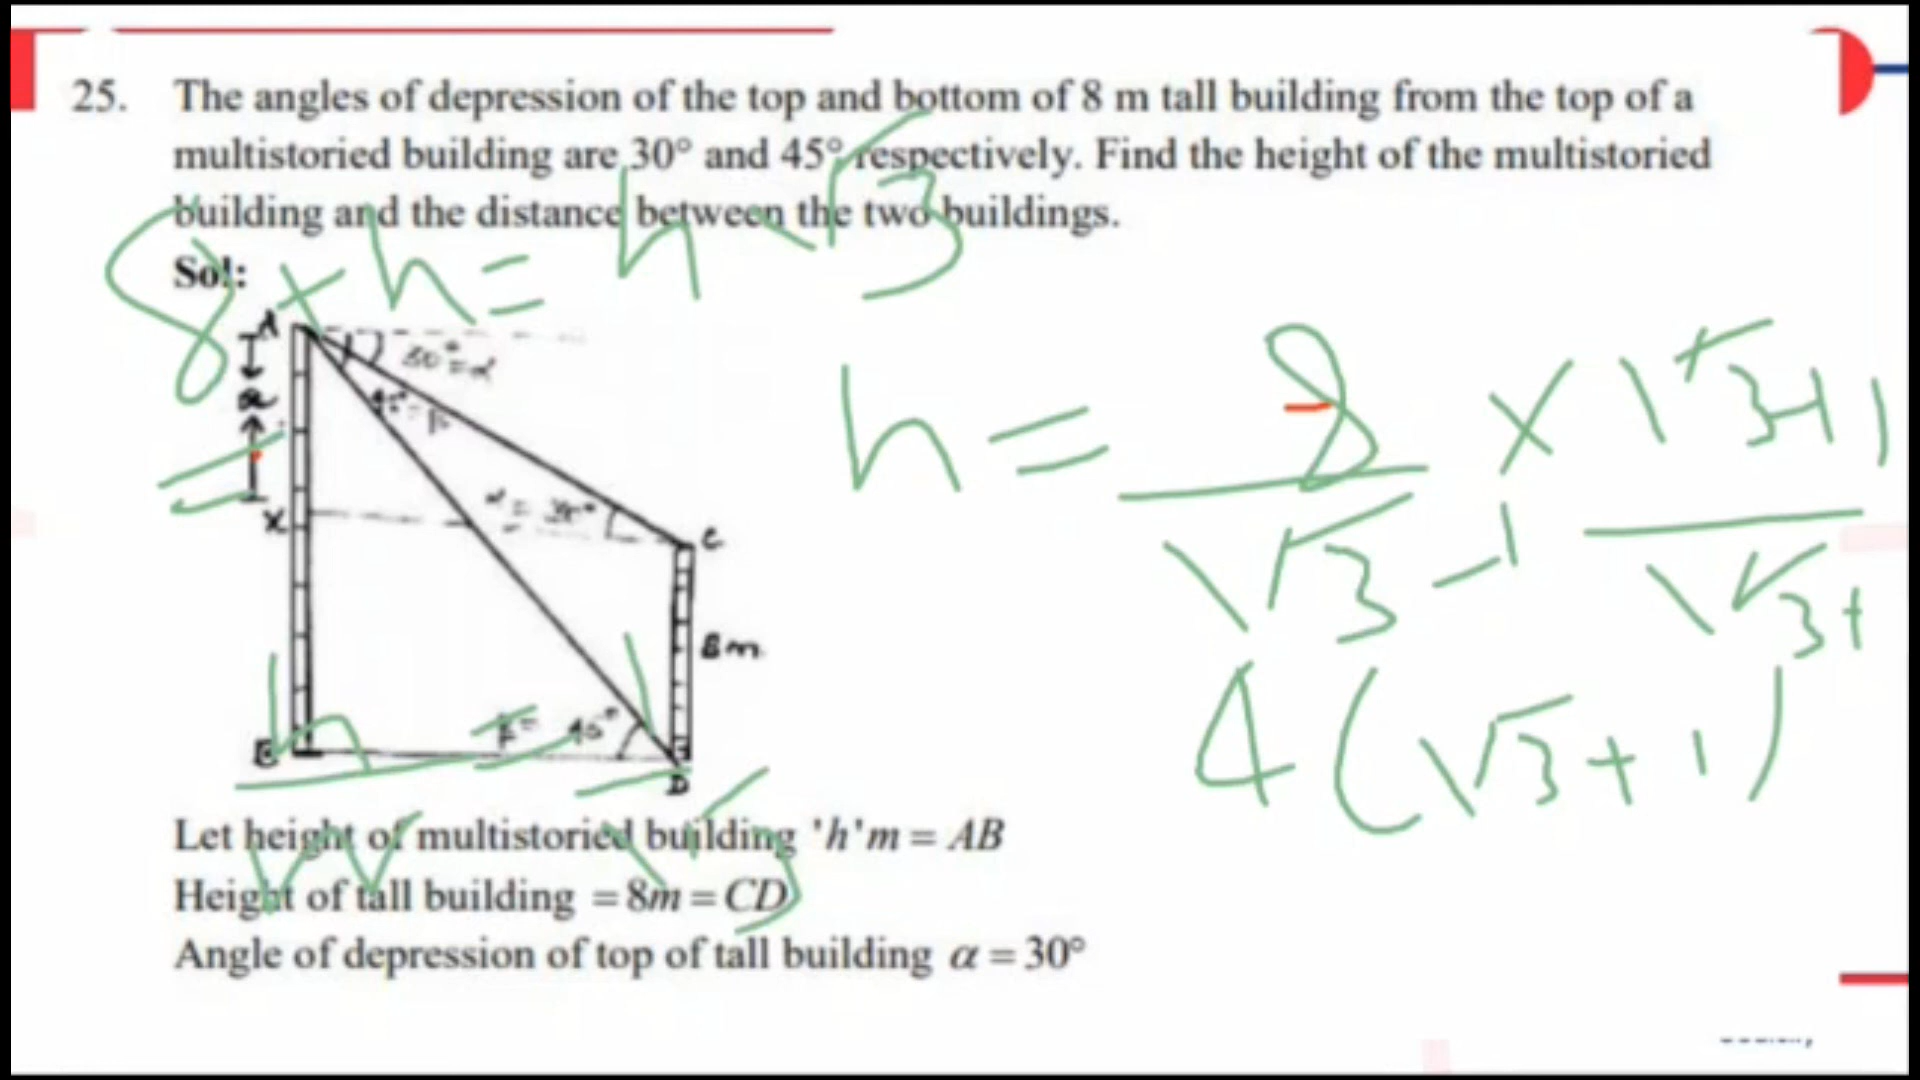 25. The angles of depression of the top and bottom of 8 m tall building from the top of a
multistoried building are 30° and 45° respectively. Find the height of the multistoried
building and the distance between the two buildings.
Sol:
8 + h = h √3
A
30° = α
45° = β
x
α = 30°
C
8m
β = 45°
B
D
h = 8 / √3 - 1 × √3 + 1 / √3 +
4(√3 + 1)
Let height of multistoried building 'h'm = AB
Height of tall building = 8m = CD
Angle of depression of top of tall building α = 30°